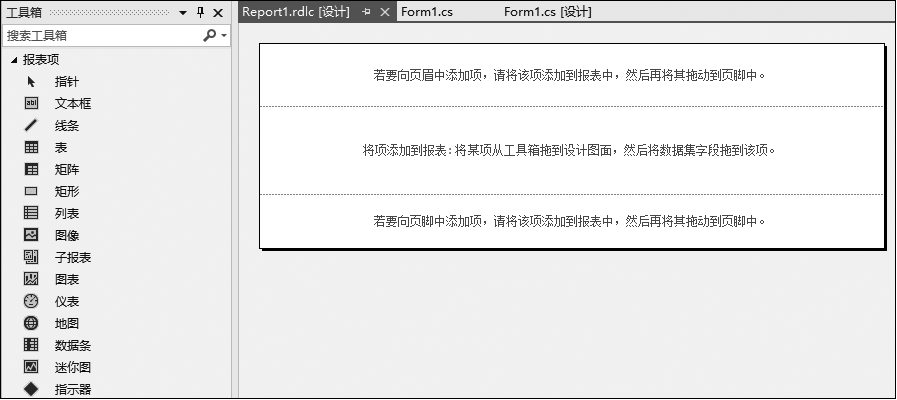 工具箱
搜索工具箱
报表项
指针
文本框
abl
线条
表
矩阵
矩形
列表
图像
子报表
图表
仪表
地图
数据条
迷你图
指示器
Report1.rdlc [设计]
Form1.cs
Form1.cs [设计]
若要向页眉中添加项，请将该项添加到报表中，然后再将其拖动到页脚中。
将项添加到报表:将某项从工具箱拖到设计图面，然后将数据集字段拖到该项。
若要向页脚中添加项，请将该项添加到报表中，然后再将其拖动到页脚中。